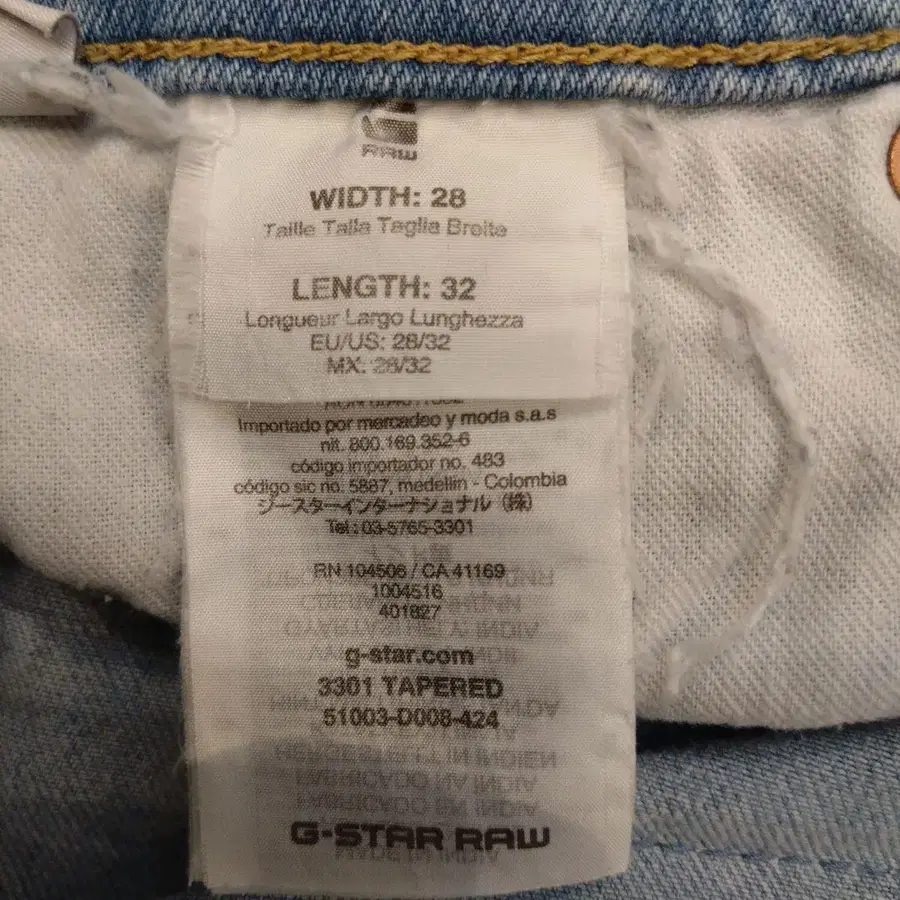 RAW
WIDTH: 28
Taille Talla Taglia Breite
LENGTH: 32
Longueur Largo Lunghezza
EU/US: 28/32
MX: 28/32
Importado por mercadeo y moda s.a.s
nit. 800.169.352-6
código importador no. 483
código sic no. 5887, medellin - Colombia
ジースターインターナショナル (株)
Tel: 03-5765-3301
RN 104506 / CA 41169
1004516
401827
g-star.com
3301 TAPERED
51003-D008-424
G-STAR RAW
MADE IN INDIA